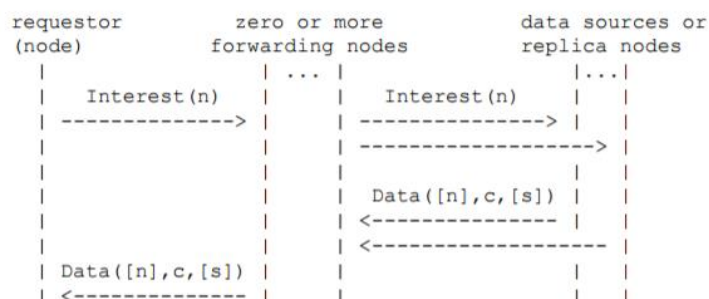 requestor         zero or more            data sources or
(node)          forwarding nodes          replica nodes
  |                 | ... |                   |...|
  |   Interest(n)   |     |   Interest(n)     |   |
  | --------------> |     | ---------------> |   |
  |                 |     | -------------------> |
  |                 |     |                   |   |
  |                 |     |  Data([n],c,[s])  |   |
  |                 |     | <--------------- |   |
  |                 |     | <------------------- |
  | Data([n],c,[s]) |     |                   |   |
  | <-------------- |     |                   |   |